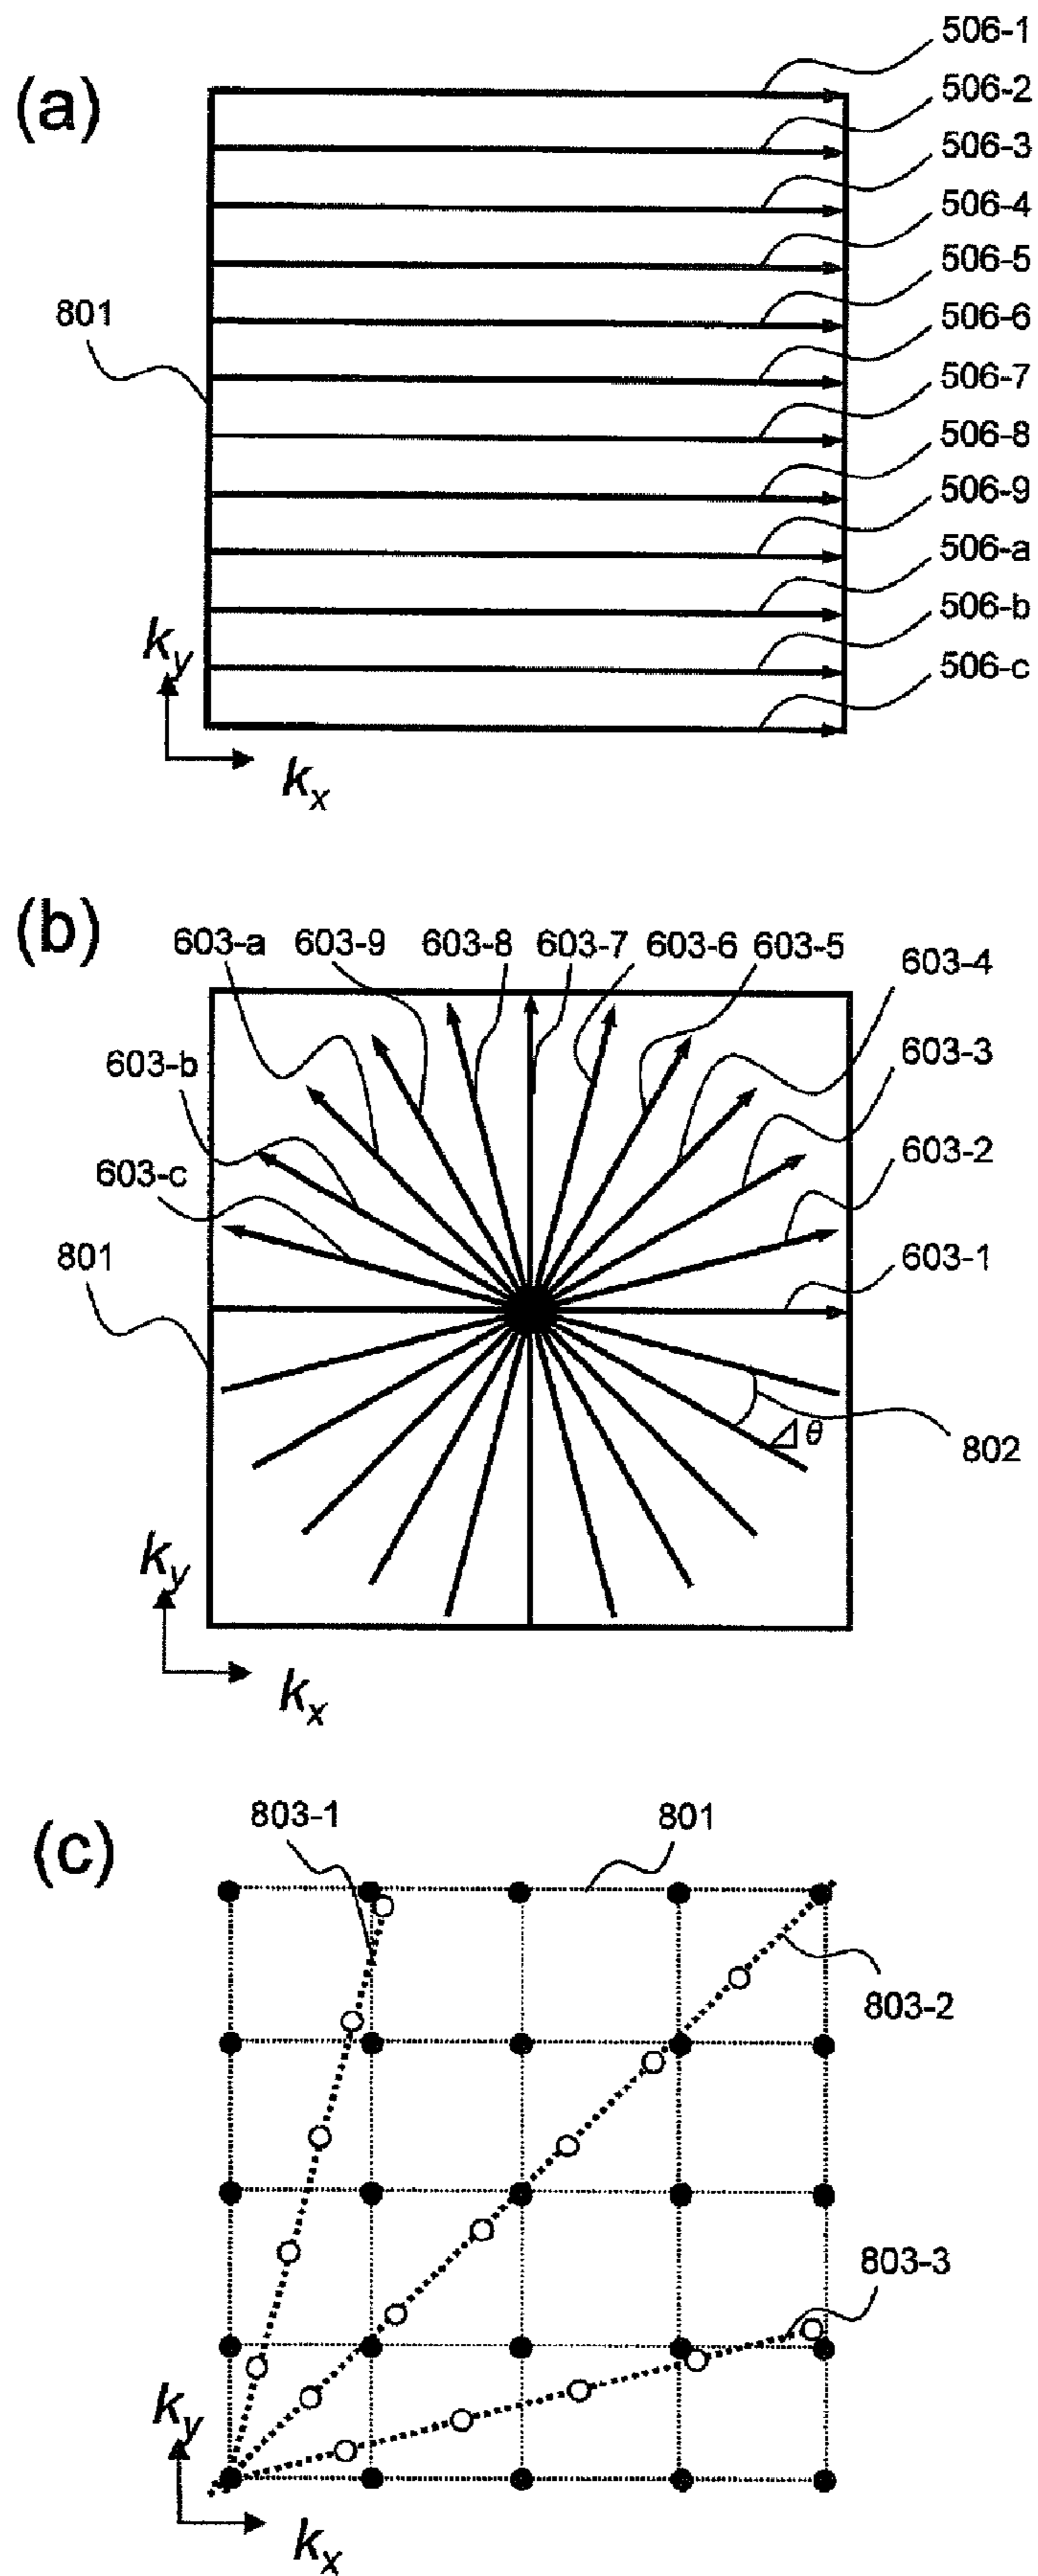 (a)
506-1
506-2
506-3
506-4
506-5
506-6
506-7
506-8
506-9
506-a
506-b
506-c
801
ky
kx
(b)
603-a 603-9 603-8 603-7 603-6 603-5
603-4
603-3
603-2
603-1
603-b
603-c
801
θ
802
ky
kx
(c)
803-1
801
803-2
803-3
ky
kx